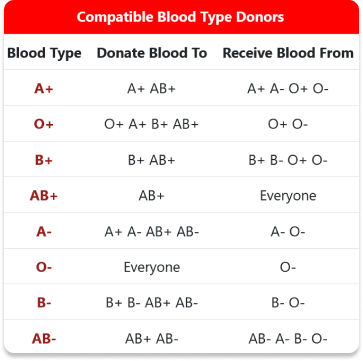 Compatible Blood Type Donors
Blood Type Donate Blood To Receive Blood From
A+ A+ AB+ A+ A- O+ O-
O+ O+ A+ B+ AB+ O+ O-
B+ B+ AB+ B+ B- O+ O-
AB+ AB+ Everyone
A- A+ A- AB+ AB- A- O-
O- Everyone O-
B- B+ B- AB+ AB- B- O-
AB- AB+ AB- AB- A- B- O-